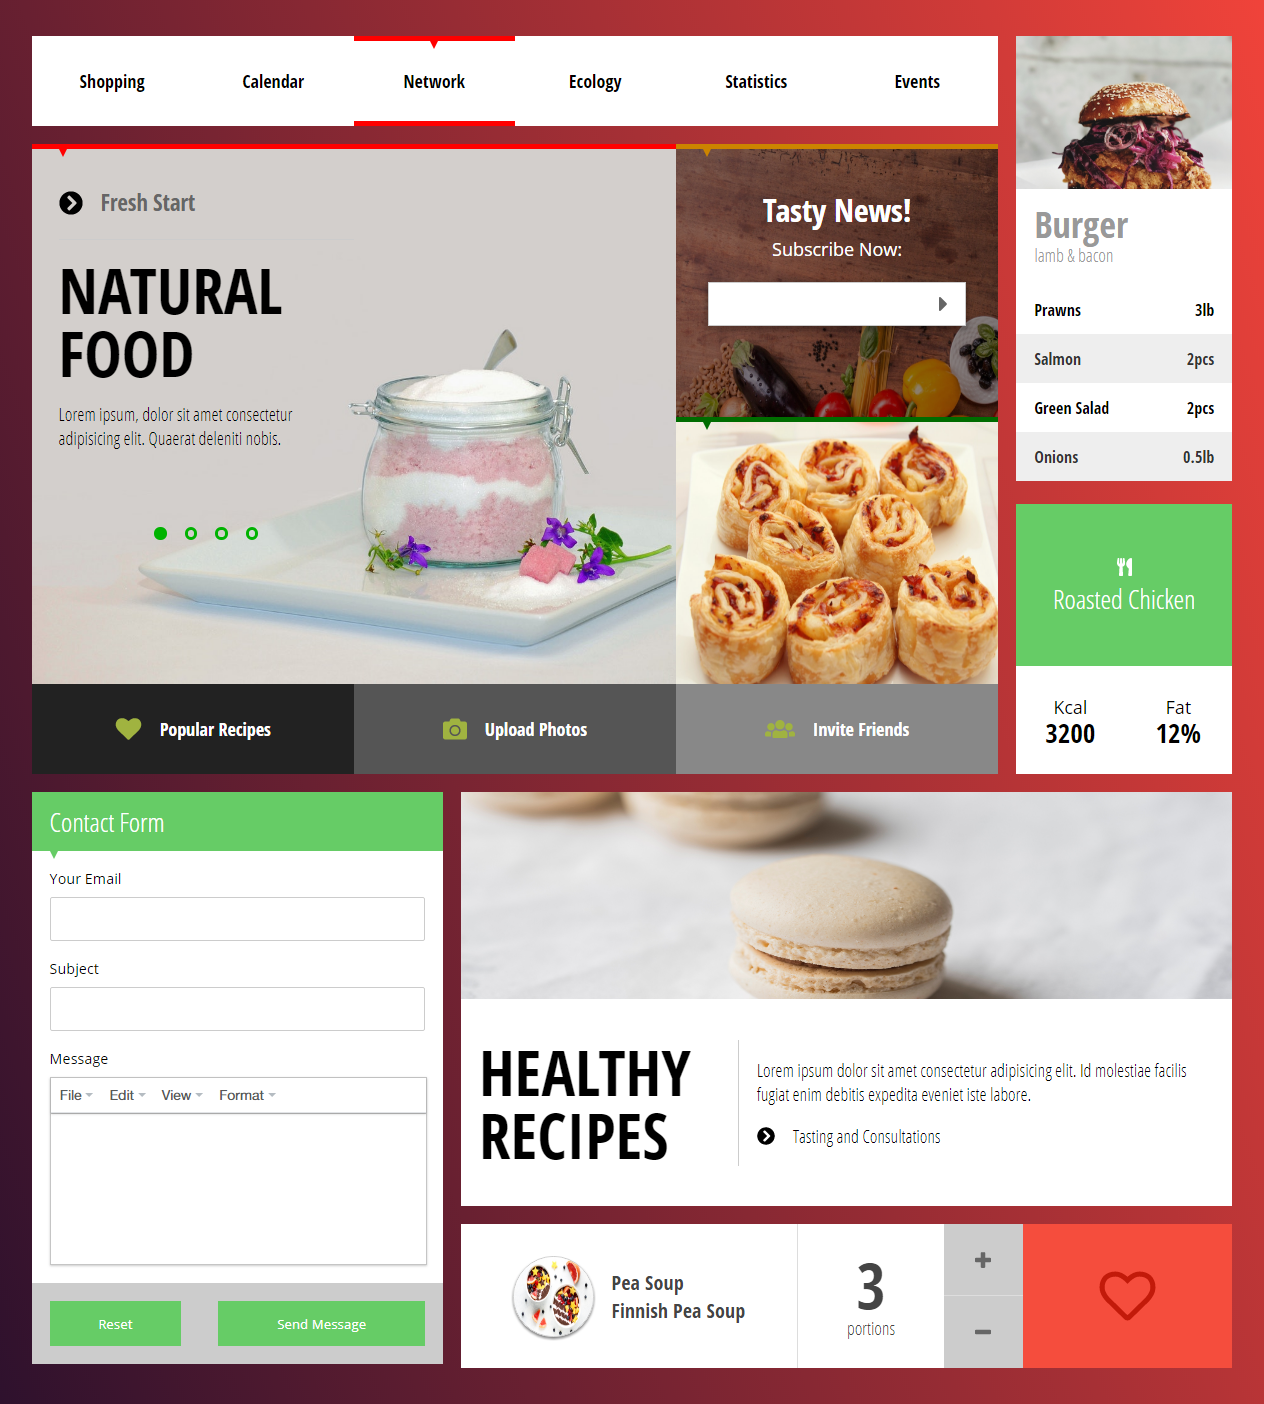 Shopping
Calendar
Network
Ecology
Statistics
Events
Fresh Start
NATURAL
FOOD
Lorem ipsum, dolor sit amet consectetur
adipisicing elit. Quaerat deleniti nobis.
Tasty News!
Subscribe Now:
Popular Recipes
Upload Photos
Invite Friends
Burger
lamb & bacon
Prawns 3lb
Salmon 2pcs
Green Salad 2pcs
Onions 0.5lb
Roasted Chicken
Kcal
3200
Fat
12%
Contact Form
Your Email
Subject
Message
File Edit View Format
Reset
Send Message
HEALTHY
RECIPES
Lorem ipsum dolor sit amet consectetur adipisicing elit. Id molestiae facilis
fugiat enim debitis expedita eveniet iste labore.
Tasting and Consultations
Pea Soup
Finnish Pea Soup
3
portions